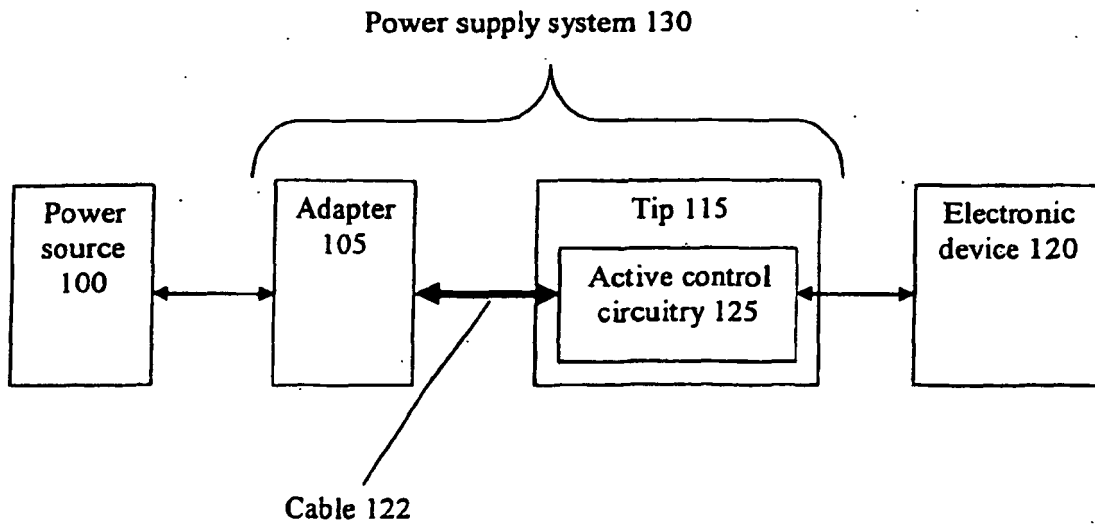 Power supply system 130
Power
source
100
Adapter
105
Tip 115
Active control
circuitry 125
Electronic
device 120
Cable 122